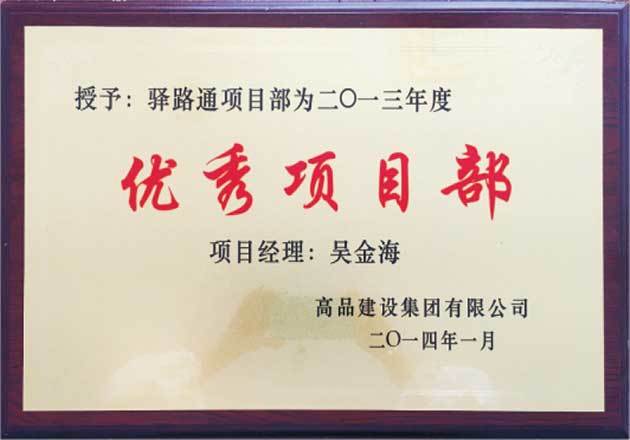 授予：驿路通项目部为二〇一三年度
优秀项目部
项目经理：吴金海
高品建设集团有限公司
二〇一四年一月